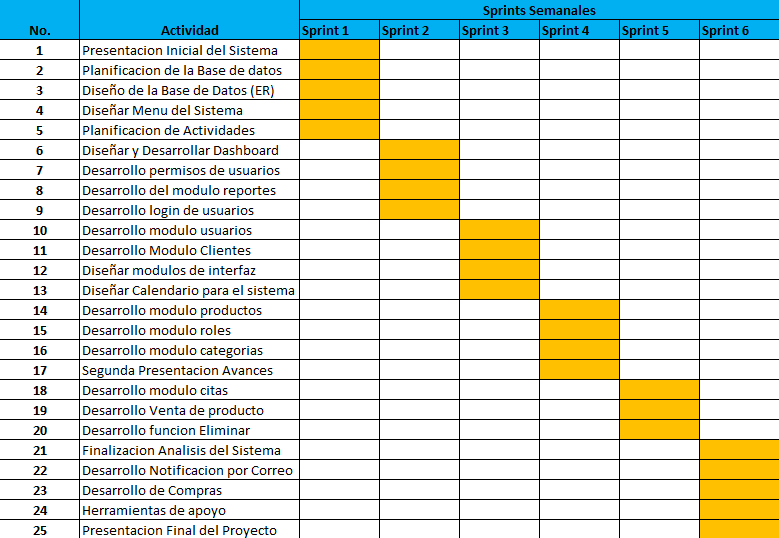 Sprints Semanales
No. Actividad Sprint 1 Sprint 2 Sprint 3 Sprint 4 Sprint 5 Sprint 6
1 Presentacion Inicial del Sistema
2 Planificacion de la Base de datos
3 Diseño de la Base de Datos (ER)
4 Diseñar Menu del Sistema
5 Planificacion de Actividades
6 Diseñar y Desarrollar Dashboard
7 Desarrollo permisos de usuarios
8 Desarrollo del modulo reportes
9 Desarrollo login de usuarios
10 Desarrollo modulo usuarios
11 Desarrollo Modulo Clientes
12 Diseñar modulos de interfaz
13 Diseñar Calendario para el sistema
14 Desarrollo modulo productos
15 Desarrollo modulo roles
16 Desarrollo modulo categorias
17 Segunda Presentacion Avances
18 Desarrollo modulo citas
19 Desarrollo Venta de producto
20 Desarrollo funcion Eliminar
21 Finalizacion Analisis del Sistema
22 Desarrollo Notificacion por Correo
23 Desarrollo de Compras
24 Herramientas de apoyo
25 Presentacion Final del Proyecto